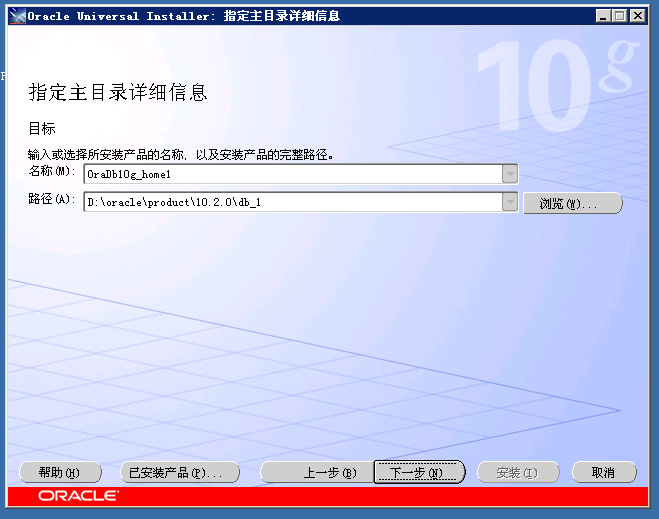 Oracle Universal Installer: 指定主目录详细信息
10g
指定主目录详细信息
目标
输入或选择所安装产品的名称, 以及安装产品的完整路径。
名称(M): OraDb10g_home1
路径(A): D:\oracle\product\10.2.0\db_1 浏览(W)...
帮助(H) 已安装产品(P)... 上一步(B) 下一步(N) 安装(I) 取消
ORACLE